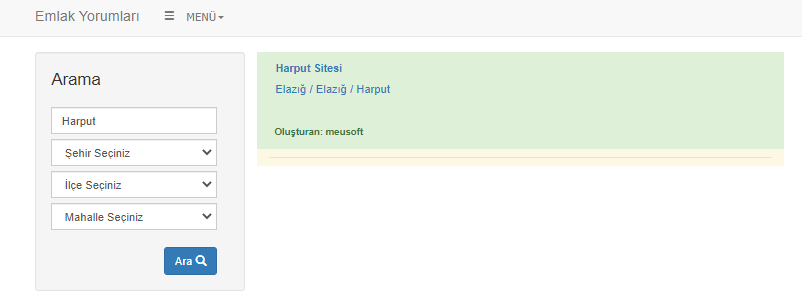 Emlak Yorumları
MENÜ
Arama
Harput
Şehir Seçiniz
İlçe Seçiniz
Mahalle Seçiniz
Ara
Harput Sitesi
Elazığ / Elazığ / Harput
Oluşturan: meusoft